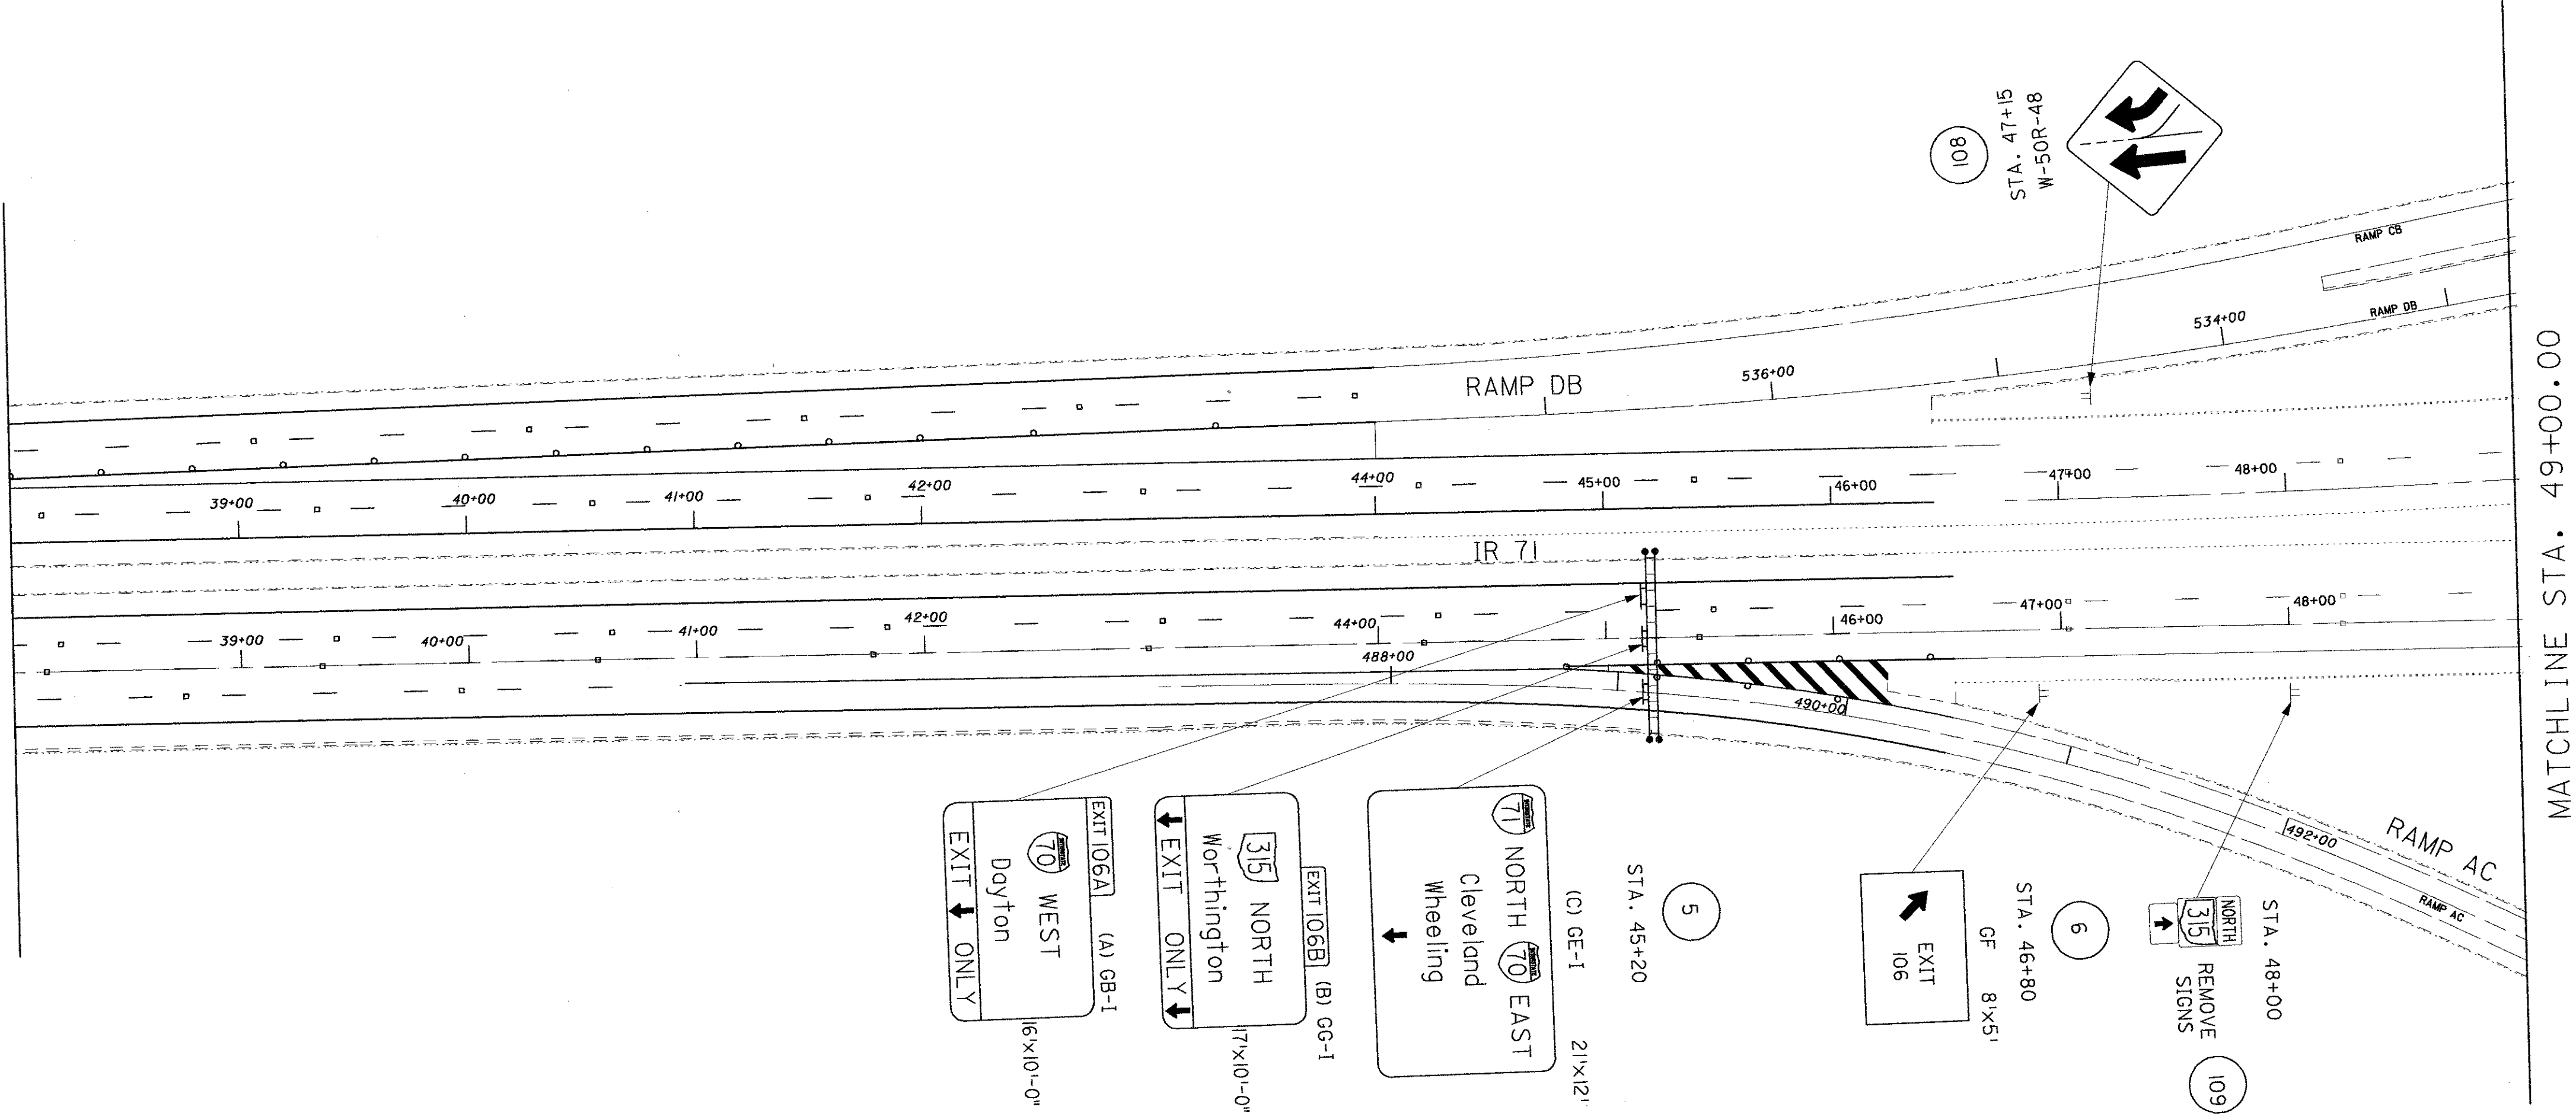 108
STA. 47+15
W-50R-48
RAMP CB
RAMP DB
534+00
536+00
RAMP DB
39+00
40+00
41+00
42+00
44+00
45+00
46+00
47+00
48+00
IR 71
39+00
40+00
41+00
42+00
44+00
46+00
47+00
48+00
488+00
490+00
492+00
RAMP AC
RAMP AC
MATCHLINE STA. 49+00.00
EXIT 106A
(A) GB-I
INTERSTATE
70 WEST
Dayton
EXIT ONLY
16'x10'-0"
EXIT 106B
(B) GG-I
315 NORTH
Worthington
EXIT ONLY
17'x10'-0"
5
STA. 45+20
(C) GE-I 21'x12'
INTERSTATE INTERSTATE
71 NORTH 70 EAST
Cleveland
Wheeling
6
STA. 46+80
GF 8'x5'
EXIT
106
STA. 48+00
NORTH
315
REMOVE
SIGNS
109